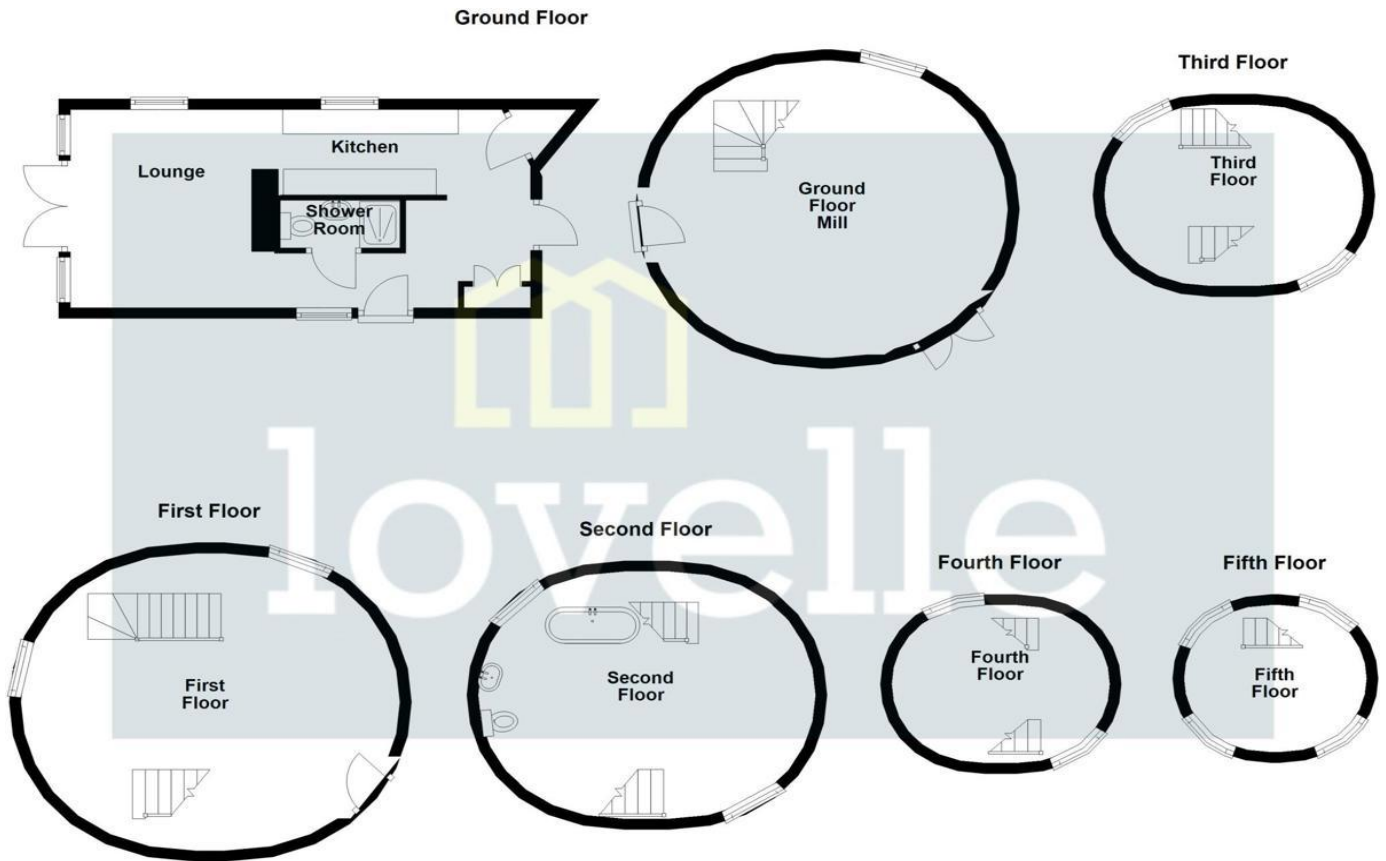 Ground Floor
Third Floor
Kitchen
Lounge
Shower
Room
Ground
Floor
Mill
Third
Floor
lovelle
First Floor
Second Floor
Fourth Floor
Fifth Floor
First
Floor
Second
Floor
Fourth
Floor
Fifth
Floor